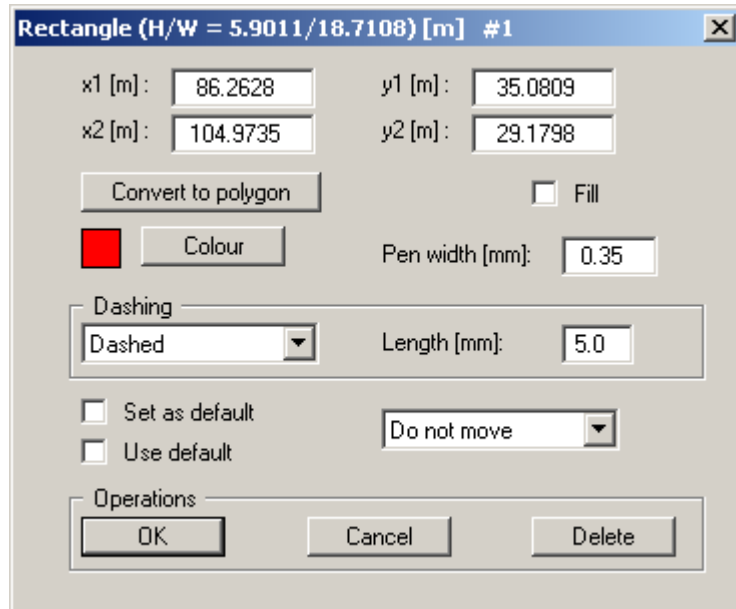 Rectangle (H/W = 5.9011/18.7108) [m] #1
x1 [m] : 86.2628 y1 [m] : 35.0809
x2 [m] : 104.9735 y2 [m] : 29.1798
Convert to polygon Fill
Colour Pen width [mm]: 0.35
Dashing
Dashed Length [mm]: 5.0
Set as default
Do not move
Use default
Operations
OK Cancel Delete